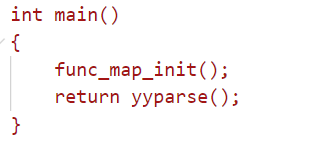 int main()
{
    func_map_init();
    return yyparse();
}